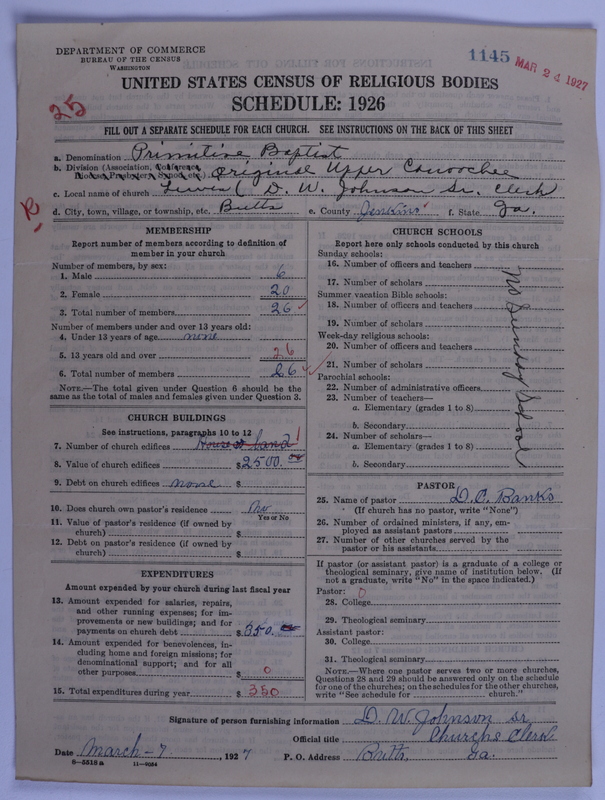 DEPARTMENT OF COMMERCE
BUREAU OF THE CENSUS
WASHINGTON
1145
MAR 24 1927
UNITED STATES CENSUS OF RELIGIOUS BODIES
SCHEDULE: 1926
25
FILL OUT A SEPARATE SCHEDULE FOR EACH CHURCH. SEE INSTRUCTIONS ON THE BACK OF THIS SHEET
a. Denomination Primitive Baptist
b. Division (Association, Conference, Diocese, Presbytery, Synod, etc.) Original Upper Canoochee
c. Local name of church Lewis ( D. W. Johnson Sr. Clerk
d. City, town, village, or township, etc. Butts e. County Jenkins f. State Ga.
MEMBERSHIP
Report number of members according to definition of
member in your church
Number of members, by sex:
1. Male 6
2. Female 20
3. Total number of members 26
Number of members under and over 13 years old:
4. Under 13 years of age none
5. 13 years old and over 26
6. Total number of members 26
NOTE.—The total given under Question 6 should be the
same as the total of males and females given under Question 3.
CHURCH BUILDINGS
See instructions, paragraphs 10 to 12
7. Number of church edifices House & land 1
8. Value of church edifices $2500.
9. Debt on church edifices none $
10. Does church own pastor's residence No
Yes or No
11. Value of pastor's residence (if owned by
church) $
12. Debt on pastor's residence (if owned by
church) $
EXPENDITURES
Amount expended by your church during last fiscal year
13. Amount expended for salaries, repairs,
and other running expenses; for im-
provements or new buildings; and for
payments on church debt $350.
14. Amount expended for benevolences, in-
cluding home and foreign missions; for
denominational support; and for all
other purposes $ 0
15. Total expenditures during year $ 350
CHURCH SCHOOLS
Report here only schools conducted by this church
Sunday schools:
16. Number of officers and teachers
17. Number of scholars
Summer vacation Bible schools:
18. Number of officers and teachers
19. Number of scholars
Week-day religious schools:
20. Number of officers and teachers
21. Number of scholars
Parochial schools:
22. Number of administrative officers
23. Number of teachers—
a. Elementary (grades 1 to 8)
b. Secondary
24. Number of scholars—
a. Elementary (grades 1 to 8)
b. Secondary
No Sunday School
PASTOR
25. Name of pastor D. C. Banks
(If church has no pastor, write "None")
26. Number of ordained ministers, if any, em-
ployed as assistant pastors
27. Number of other churches served by the
pastor or his assistants
If pastor (or assistant pastor) is a graduate of a college or
theological seminary, give name of institution below. (If
not a graduate, write "No" in the space indicated.)
Pastor: 0
28. College
29. Theological seminary
Assistant pastor:
30. College
31. Theological seminary
NOTE.—Where one pastor serves two or more churches,
Questions 28 and 29 should be answered only on the schedule
for one of the churches; on the schedules for the other churches,
write "See schedule for church."
Signature of person furnishing information D. W. Johnson Sr
Official title Churchs Clerk
Date March - 7, 1927 P. O. Address Butts, Ga.
8-5518 a 11-9054